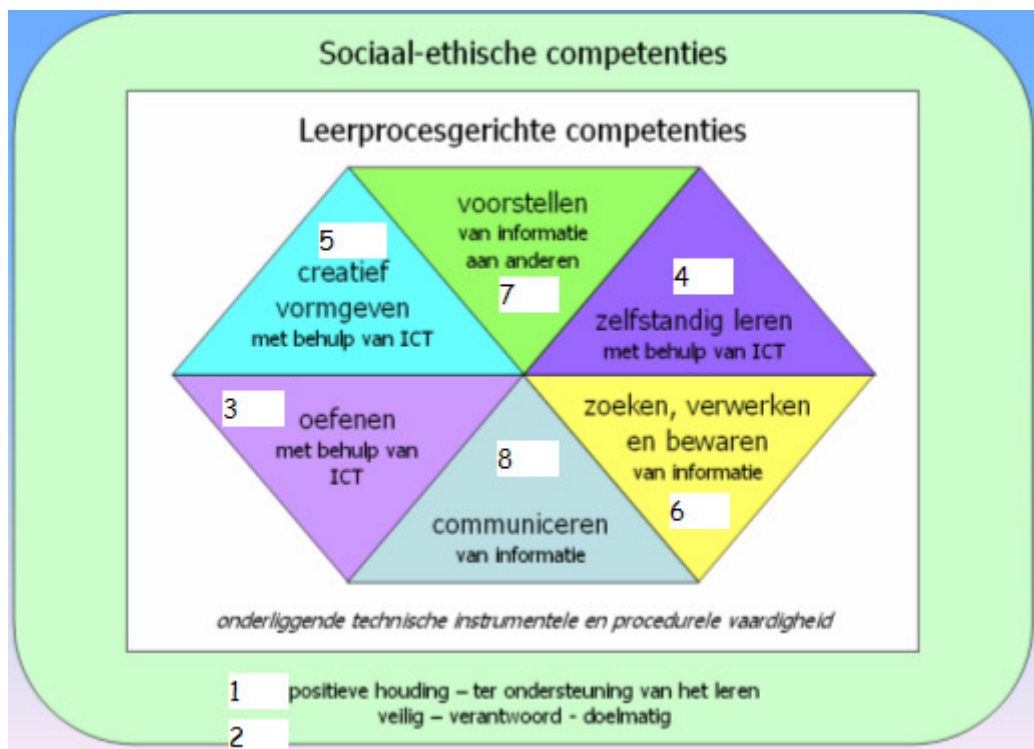 Sociaal-ethische competenties
Leerprocesgerichte competenties
5
creatief
vormgeven
met behulp van ICT
voorstellen
van informatie
aan anderen
7
4
zelfstandig leren
met behulp van ICT
3
oefenen
met behulp van
ICT
8
communiceren
van informatie
zoeken, verwerken
en bewaren
van informatie
6
onderliggende technische instrumentele en procedurele vaardigheid
1 positieve houding – ter ondersteuning van het leren
veilig – verantwoord - doelmatig
2